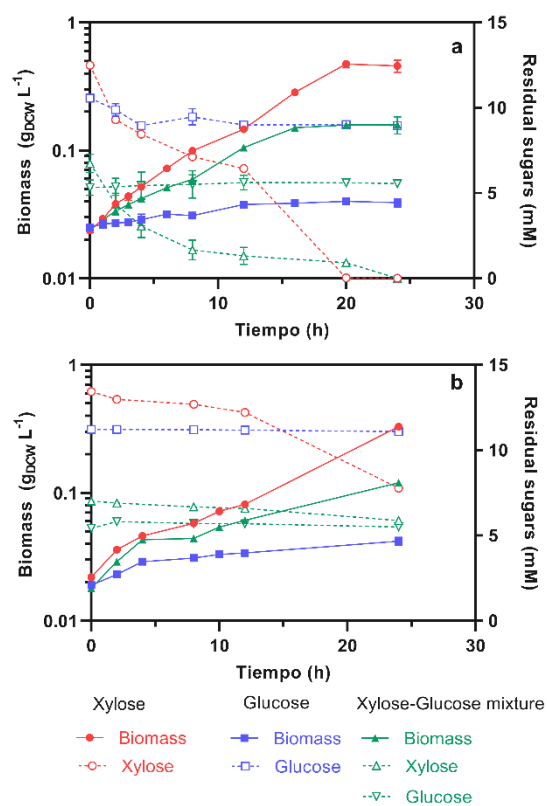 a
1
0.1
0.01
Biomass (gDCW L-1)
15
10
5
0
Residual sugars (mM)
0 10 20 30
Tiempo (h)
b
1
0.1
0.01
Biomass (gDCW L-1)
15
10
5
0
Residual sugars (mM)
0 10 20 30
Tiempo (h)
Xylose Glucose Xylose-Glucose mixture
Biomass Biomass Biomass
Xylose Glucose Xylose
Glucose